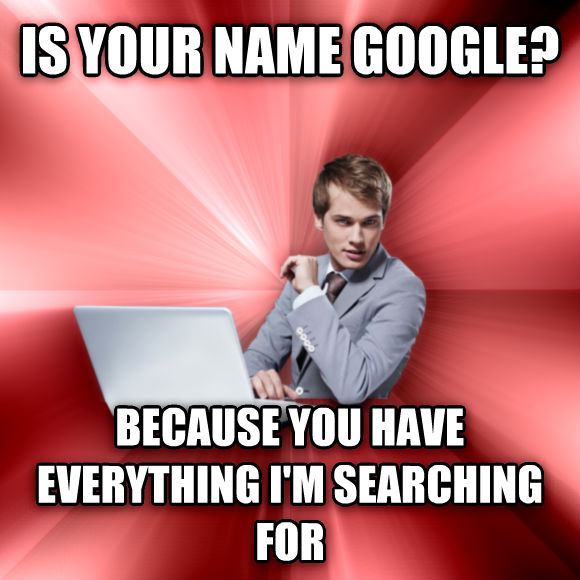 IS YOUR NAME GOOGLE?
BECAUSE YOU HAVE
EVERYTHING I'M SEARCHING
FOR